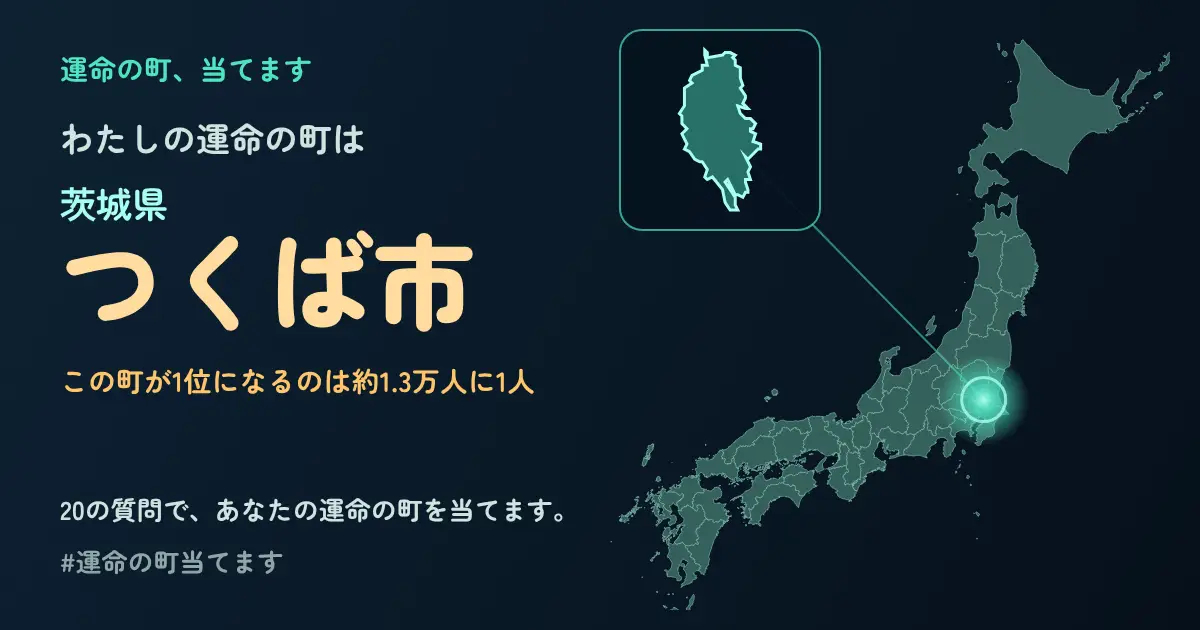 運命の町、当てます
わたしの運命の町は
茨城県
つくば市
この町が1位になるのは約1.3万人に1人
20の質問で、あなたの運命の町を当てます。
#運命の町当てます